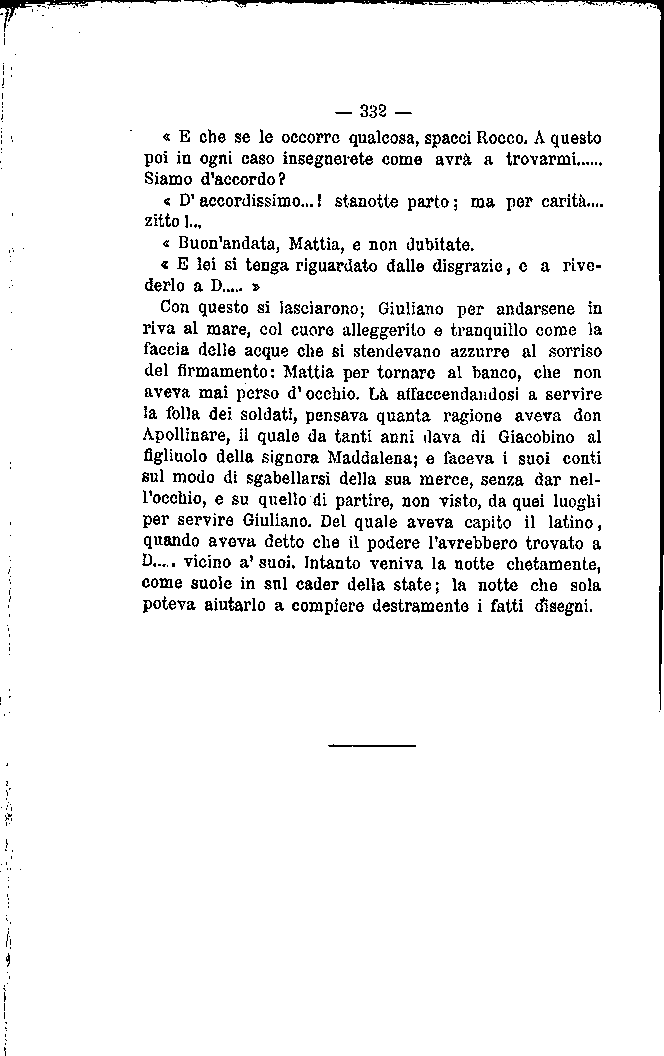 — 332 —
« E che se le occorre qualcosa, spacci Rocco. A questo
poi in ogni caso insegnerete come avrà a trovarmi......
Siamo d'accordo?
« D'accordissimo...! stanotte parto; ma per carità....
zitto!...
« Buon'andata, Mattia, e non dubitate.
« E lei si tenga riguardato dalle disgrazie, e a rive-
derlo a D..... »
Con questo si lasciarono; Giuliano per andarsene in
riva al mare, col cuore alleggerito e tranquillo come la
faccia delle acque che si stendevano azzurre al sorriso
del firmamento: Mattia per tornare al banco, che non
aveva mai perso d'occhio. Là affaccendandosi a servire
la folla dei soldati, pensava quanta ragione aveva don
Apollinare, il quale da tanti anni dava di Giacobino al
figliuolo della signora Maddalena; e faceva i suoi conti
sul modo di sgabellarsi della sua merce, senza dar nel-
l'occhio, e su quello di partire, non visto, da quei luoghi
per servire Giuliano. Del quale aveva capito il latino,
quando aveva detto che il podere l'avrebbero trovato a
D..... vicino a' suoi. Intanto veniva la notte chetamente,
come suole in sul cader della state; la notte che sola
poteva aiutarlo a compiere destramente i fatti disegni.